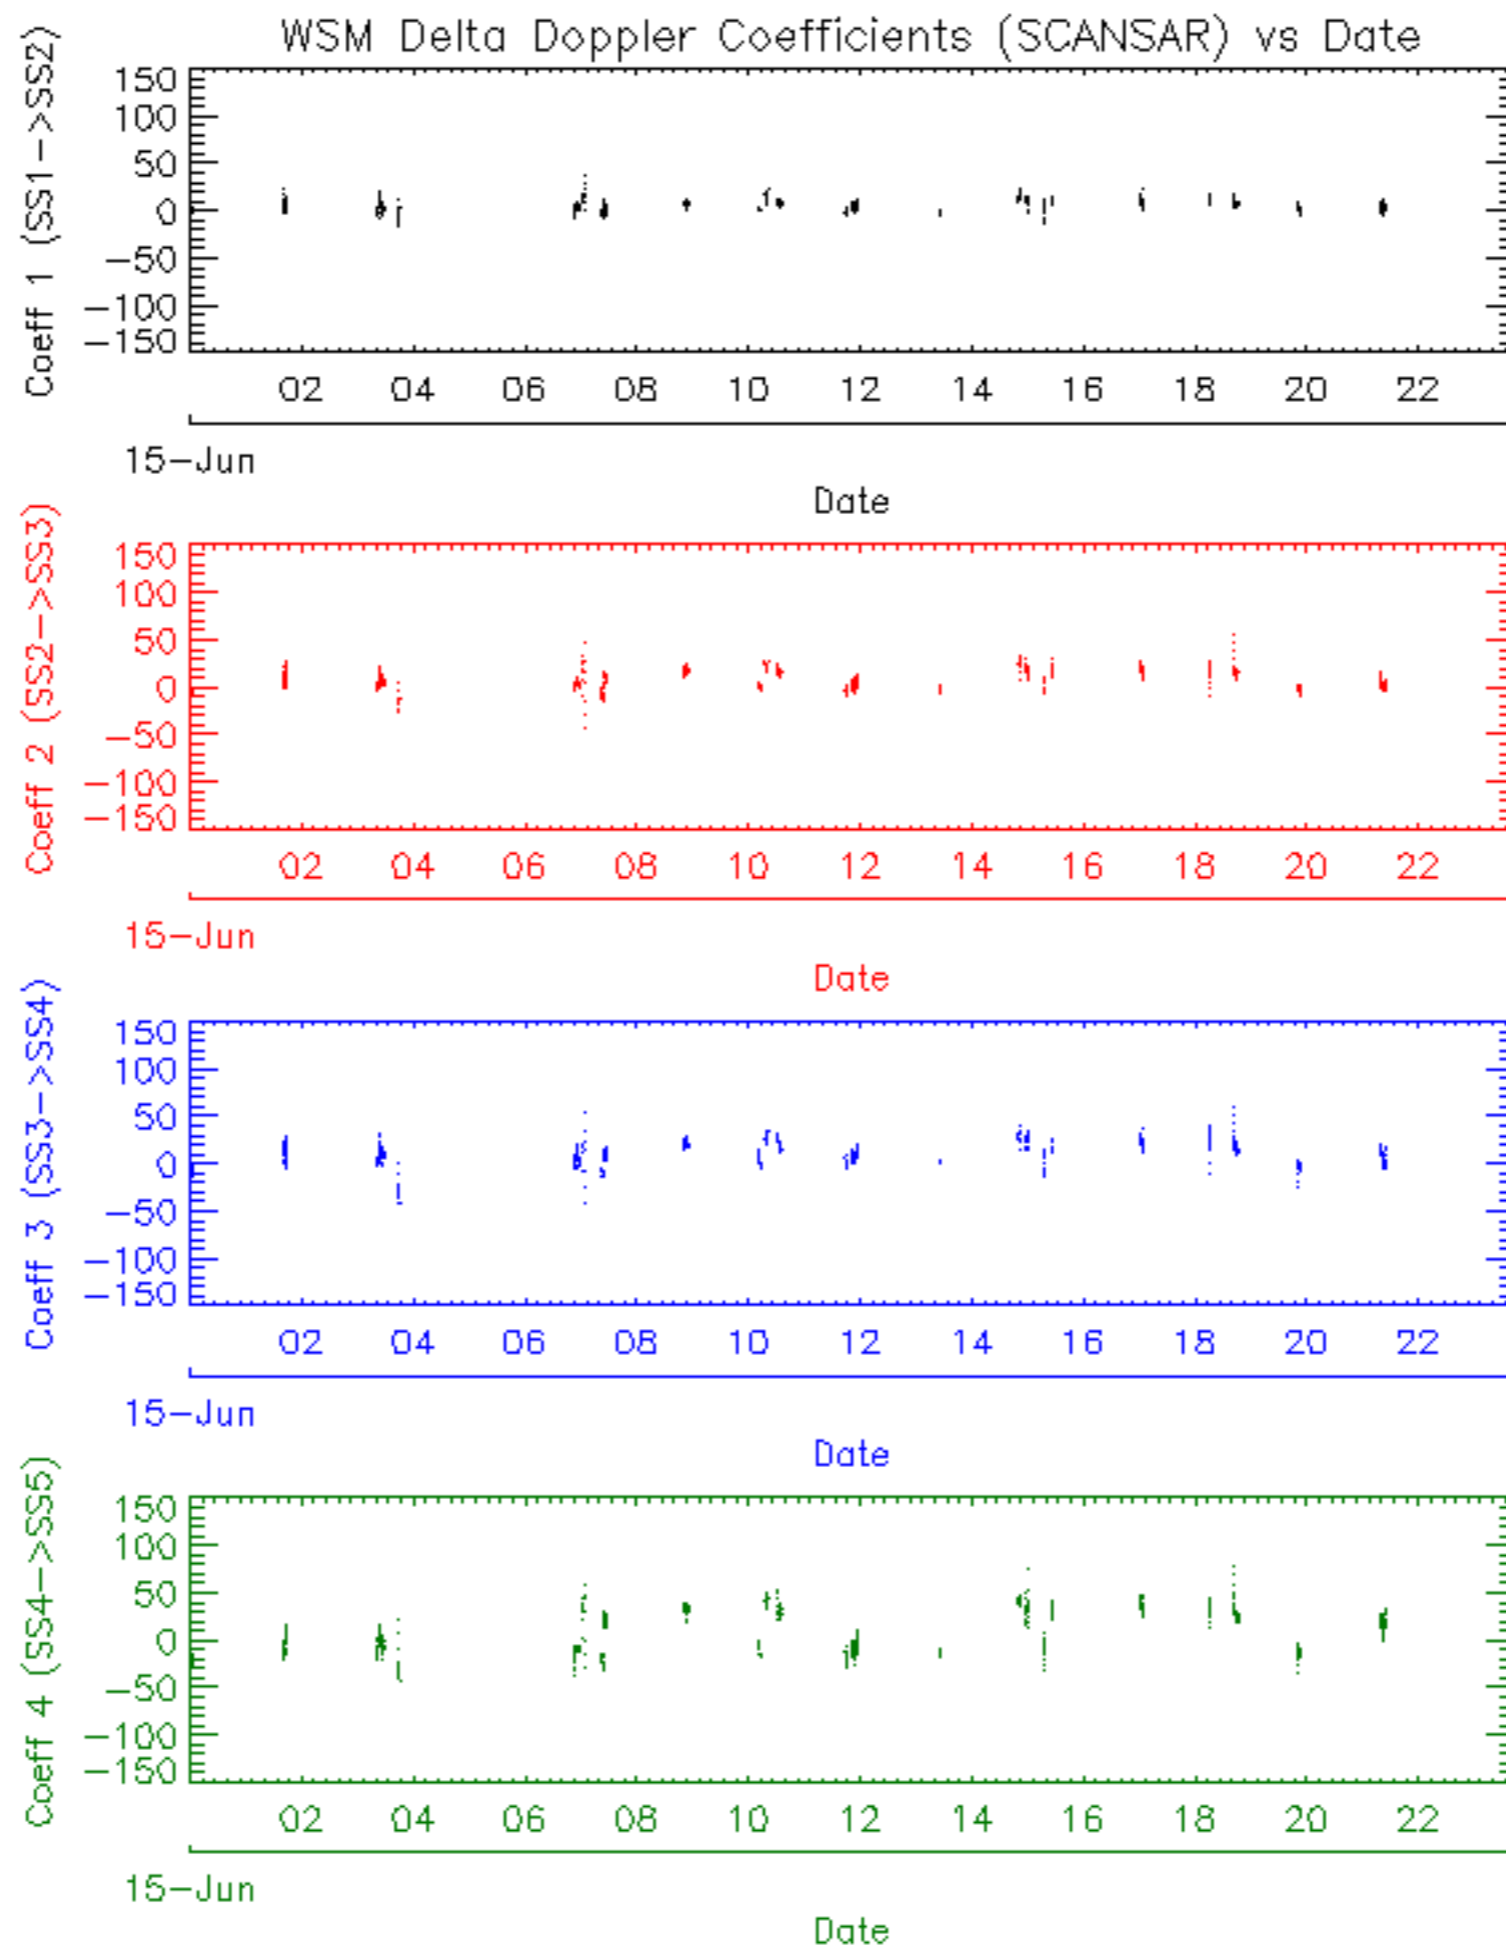 WSM Delta Doppler Coefficients (SCANSAR) vs Date
Coeff 1 (SS1->SS2)
150
100
50
0
-50
-100
-150
02 04 06 08 10 12 14 16 18 20 22
15-Jun
Date
Coeff 2 (SS2->SS3)
150
100
50
0
-50
-100
-150
02 04 06 08 10 12 14 16 18 20 22
15-Jun
Date
Coeff 3 (SS3->SS4)
150
100
50
0
-50
-100
-150
02 04 06 08 10 12 14 16 18 20 22
15-Jun
Date
Coeff 4 (SS4->SS5)
150
100
50
0
-50
-100
-150
02 04 06 08 10 12 14 16 18 20 22
15-Jun
Date